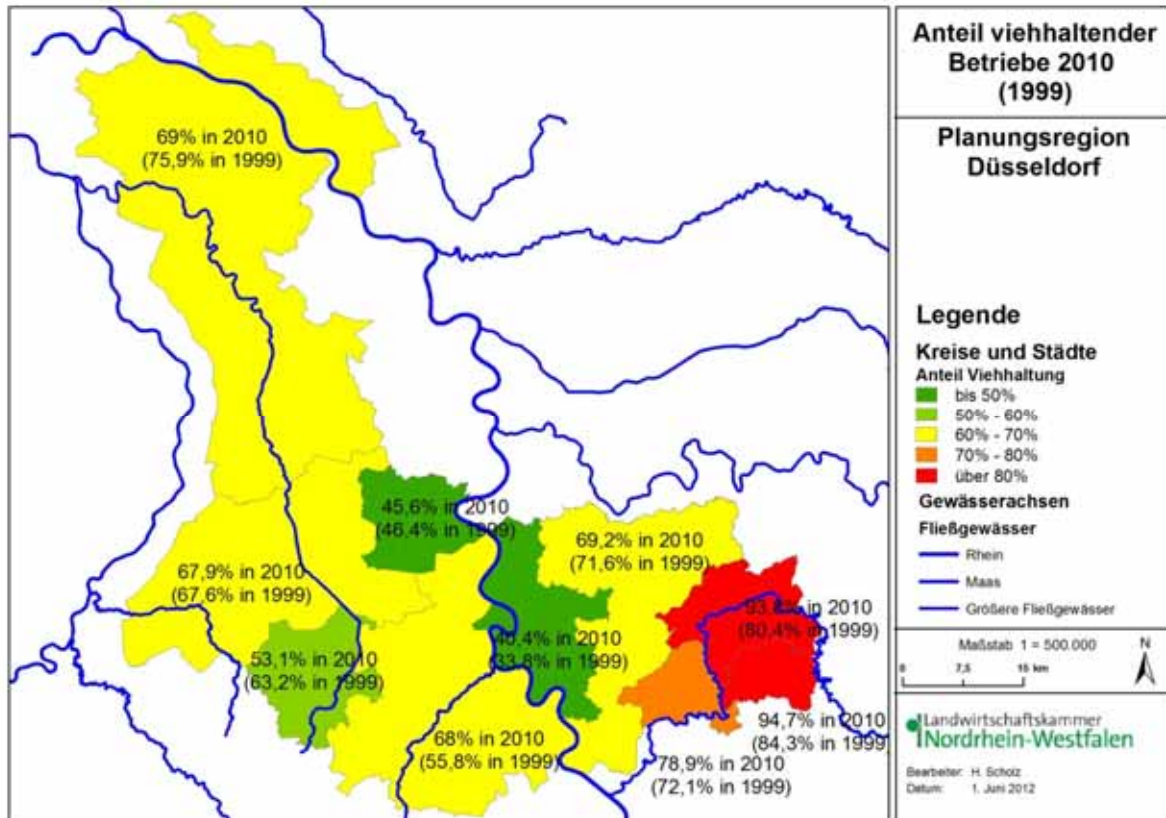 69% in 2010
(75,9% in 1999)
45,6% in 2010
(46,4% in 1999)
69,2% in 2010
(71,6% in 1999)
67,9% in 2010
(67,6% in 1999)
93,8% in 2010
(80,4% in 1999)
53,1% in 2010
(63,2% in 1999)
40,4% in 2010
(33,8% in 1999)
68% in 2010
(55,8% in 1999)
94,7% in 2010
(84,3% in 1999)
78,9% in 2010
(72,1% in 1999)
Anteil viehhaltender
Betriebe 2010
(1999)
Planungsregion
Düsseldorf
Legende
Kreise und Städte
Anteil Viehhaltung
bis 50%
50% - 60%
60% - 70%
70% - 80%
über 80%
Gewässerachsen
Fließgewässer
Rhein
Maas
Größere Fließgewässer
Maßstab 1 = 500.000
N
0 7,5 15 km
Landwirtschaftskammer
Nordrhein-Westfalen
Bearbeiter: H. Scholz
Datum: 1. Juni 2012